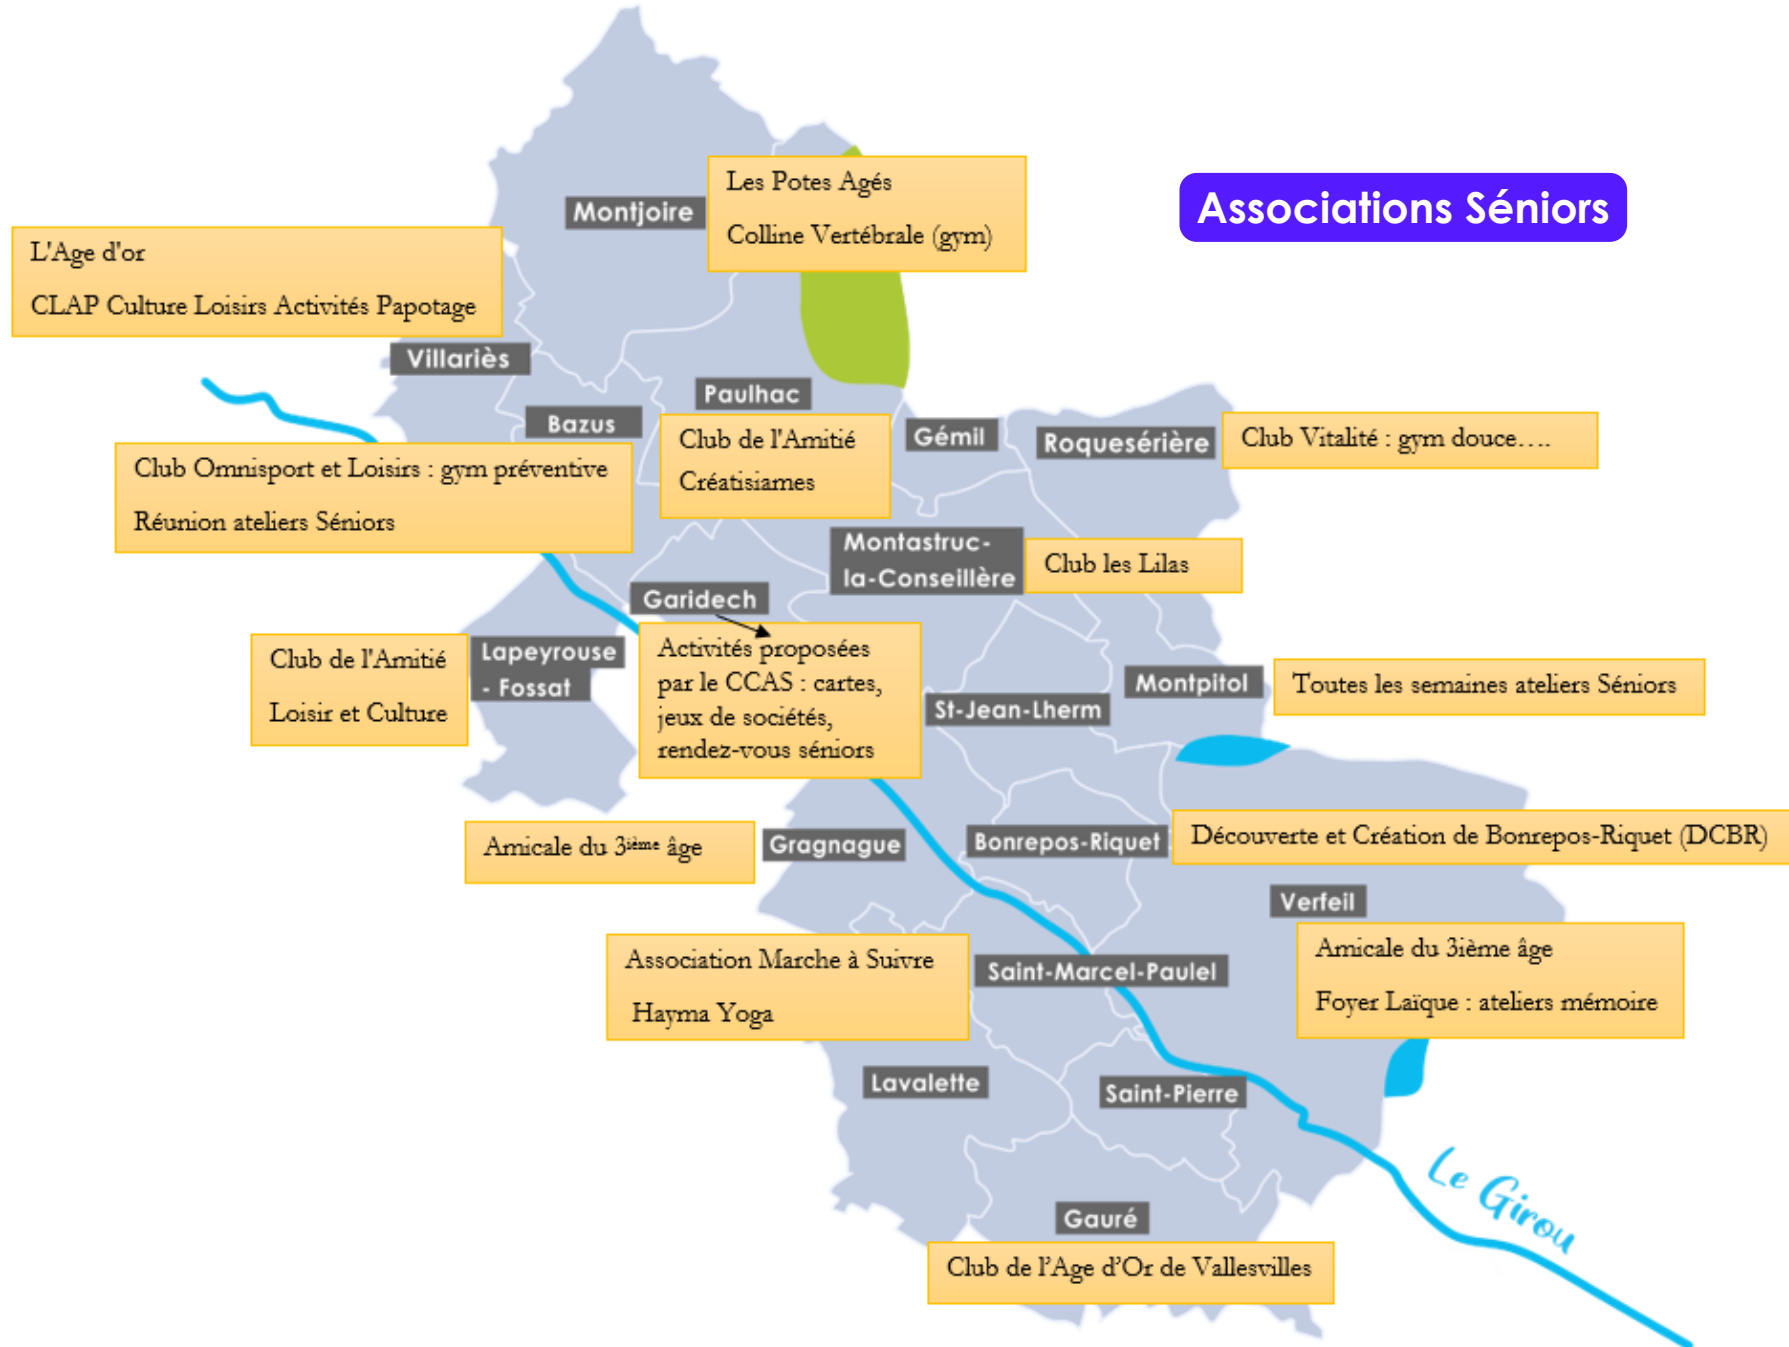 Associations Séniors
Montjoire
Les Potes Agés
Colline Vertébrale (gym)
L'Age d'or
CLAP Culture Loisirs Activités Papotage
Villariès
Paulhac
Club de l'Amitié
Créatisiames
Bazus
Club Omnisport et Loisirs : gym préventive
Réunion ateliers Séniors
Gémil
Roquesérière
Club Vitalité : gym douce....
Montastruc-
la-Conseillère
Club les Lilas
Garidech
Activités proposées
par le CCAS : cartes,
jeux de sociétés,
rendez-vous séniors
Lapeyrouse
- Fossat
Club de l'Amitié
Loisir et Culture
St-Jean-Lherm
Montpitol
Toutes les semaines ateliers Séniors
Amicale du 3ième âge
Gragnague
Bonrepos-Riquet
Découverte et Création de Bonrepos-Riquet (DCBR)
Verfeil
Amicale du 3ième âge
Foyer Laïque : ateliers mémoire
Association Marche à Suivre
Hayma Yoga
Saint-Marcel-Paulel
Lavalette
Saint-Pierre
Le Girou
Gauré
Club de l’Age d’Or de Vallesvilles